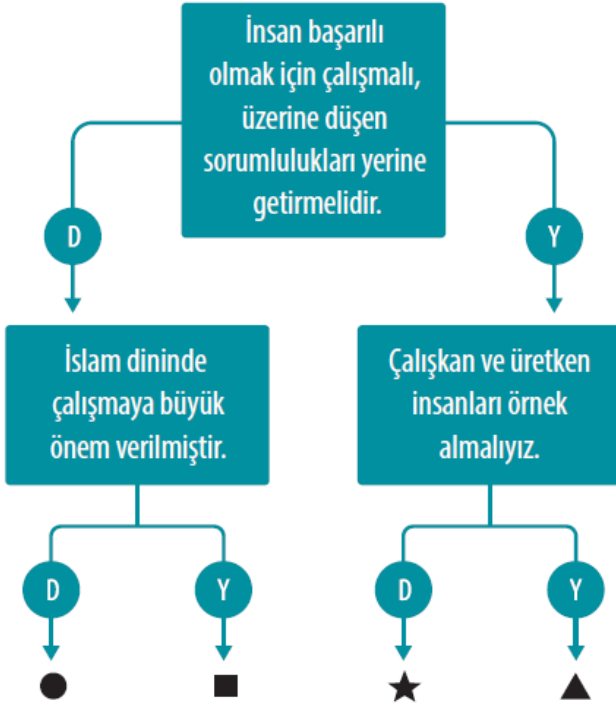 İnsan başarılı
olmak için çalışmalı,
üzerine düşen
sorumlulukları yerine
getirmelidir.
D
Y
İslam dininde
çalışmaya büyük
önem verilmiştir.
Çalışkan ve üretken
insanları örnek
almalıyız.
D
Y
D
Y